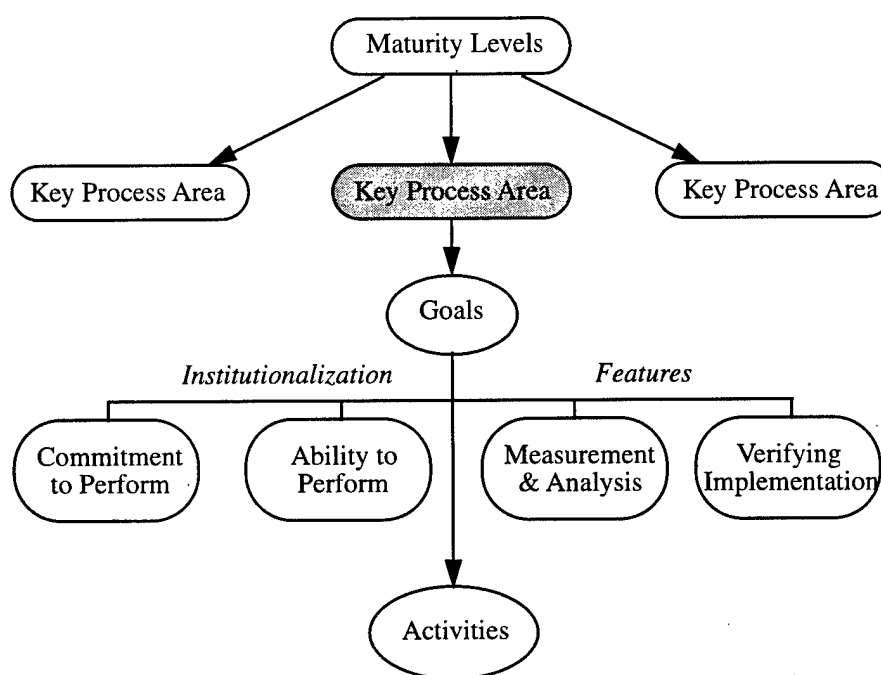 Maturity Levels
Key Process Area
Key Process Area
Key Process Area
Goals
Institutionalization
Features
Commitment
to Perform
Ability to
Perform
Measurement
& Analysis
Verifying
Implementation
Activities